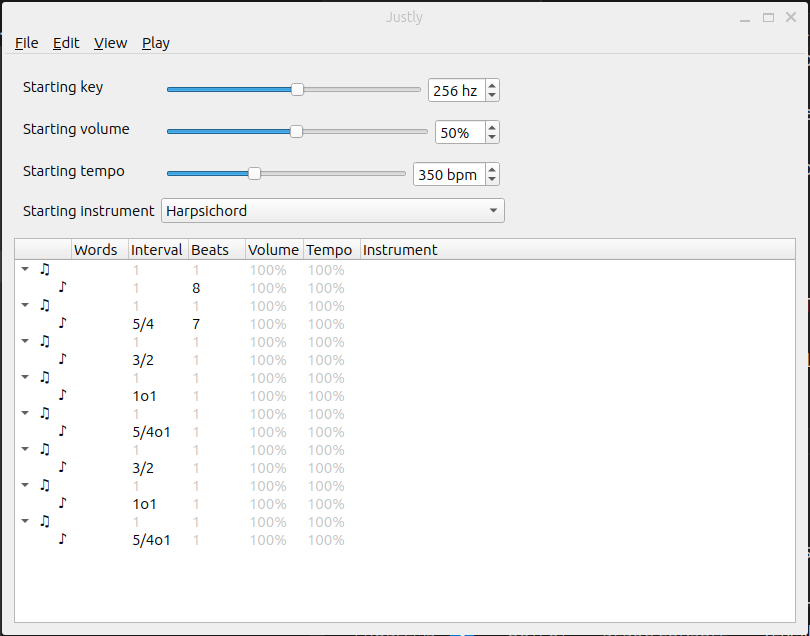 Justly
File Edit View Play
Starting key 256 hz
Starting volume 50%
Starting tempo 350 bpm
Starting instrument Harpsichord
Words Interval Beats Volume Tempo Instrument
♫ 1 1 100% 100%
♪ 1 8 100% 100%
♫ 1 1 100% 100%
♪ 5/4 7 100% 100%
♫ 1 1 100% 100%
♪ 3/2 1 100% 100%
♫ 1 1 100% 100%
♪ 1o1 1 100% 100%
♫ 1 1 100% 100%
♪ 5/4o1 1 100% 100%
♫ 1 1 100% 100%
♪ 3/2 1 100% 100%
♫ 1 1 100% 100%
♪ 1o1 1 100% 100%
♫ 1 1 100% 100%
♪ 5/4o1 1 100% 100%